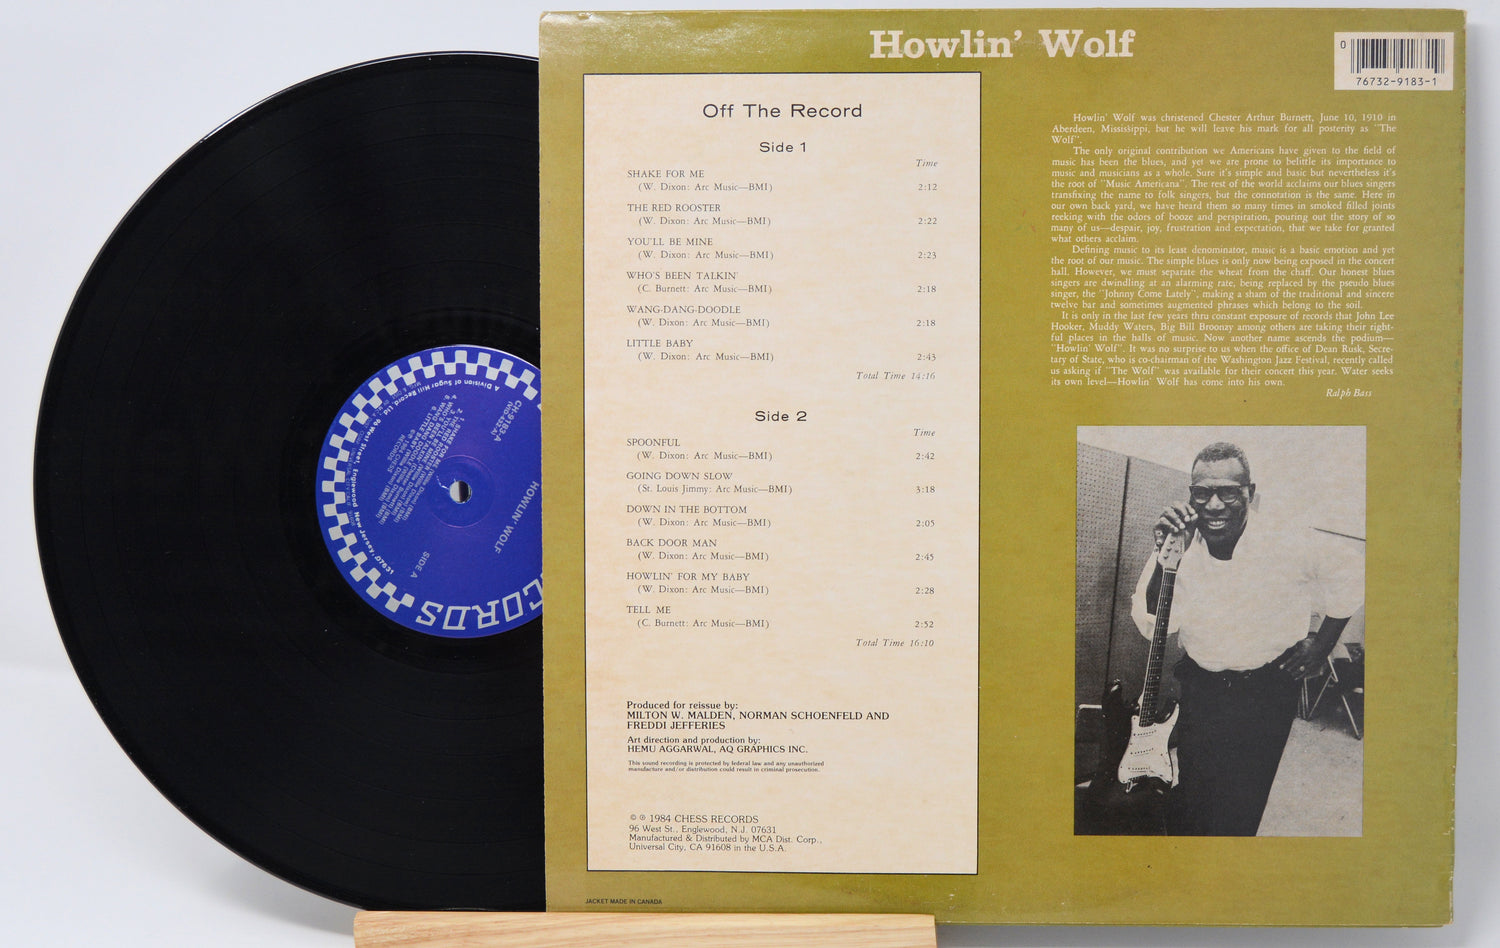 Howlin' Wolf
0
76732-9183-1
Off The Record
Side 1
Time
SHAKE FOR ME
(W. Dixon: Arc Music—BMI) 2:12
THE RED ROOSTER
(W. Dixon: Arc Music—BMI) 2:22
YOU'LL BE MINE
(W. Dixon: Arc Music—BMI) 2:23
WHO'S BEEN TALKIN'
(C. Burnett: Arc Music—BMI) 2:18
WANG-DANG-DOODLE
(W. Dixon: Arc Music—BMI) 2:18
LITTLE BABY
(W. Dixon: Arc Music—BMI) 2:43
Total Time 14:16
Side 2
Time
SPOONFUL
(W. Dixon: Arc Music—BMI) 2:42
GOING DOWN SLOW
(St. Louis Jimmy: Arc Music—BMI) 3:18
DOWN IN THE BOTTOM
(W. Dixon: Arc Music—BMI) 2:05
BACK DOOR MAN
(W. Dixon: Arc Music—BMI) 2:45
HOWLIN' FOR MY BABY
(W. Dixon: Arc Music—BMI) 2:28
TELL ME
(C. Burnett: Arc Music—BMI) 2:52
Total Time 16:10
Produced for reissue by:
MILTON W. MALDEN, NORMAN SCHOENFELD AND
FREDDI JEFFERIES
Art direction and production by:
HEMU AGGARWAL, AQ GRAPHICS INC.
This sound recording is protected by federal law and any unauthorized
manufacture and/or distribution could result in criminal prosecution.
© ℗ 1984 CHESS RECORDS
96 West St., Englewood, N.J. 07631
Manufactured & Distributed by MCA Dist. Corp.,
Universal City, CA 91608 in the U.S.A.
JACKET MADE IN CANADA
Howlin' Wolf was christened Chester Arthur Burnett, June 10, 1910 in
Aberdeen, Mississippi, but he will leave his mark for all posterity as "The
Wolf".
The only original contribution we Americans have given to the field of
music has been the blues, and yet we are prone to belittle its importance to
music and musicians as a whole. Sure it's simple and basic but nevertheless it's
the root of "Music Americana". The rest of the world acclaims our blues singers
transfixing the name to folk singers, but the connotation is the same. Here in
our own back yard, we have heard them so many times in smoked filled joints
reeking with the odors of booze and perspiration, pouring out the story of so
many of us—despair, joy, frustration and expectation, that we take for granted
what others acclaim.
Defining music to its least denominator, music is a basic emotion and yet
the root of our music. The simple blues is only now being exposed in the concert
hall. However, we must separate the wheat from the chaff. Our honest blues
singers are dwindling at an alarming rate, being replaced by the pseudo blues
singer, the "Johnny Come Lately", making a sham of the traditional and sincere
twelve bar and sometimes augmented phrases which belong to the soil.
It is only in the last few years thru constant exposure of records that John Lee
Hooker, Muddy Waters, Big Bill Broonzy among others are taking their right-
ful places in the halls of music. Now another name ascends the podium—
"Howlin' Wolf". It was no surprise to us when the office of Dean Rusk, Secre-
tary of State, who is co-chairman of the Washington Jazz Festival, recently called
us asking if "The Wolf" was available for their concert this year. Water seeks
its own level—Howlin' Wolf has come into his own.
Ralph Bass
A Division of Sugar Hill Record Ltd. 96 West Street, Englewood New Jersey, 07631
CH-9183-A
HOWLIN' WOLF
SIDE A